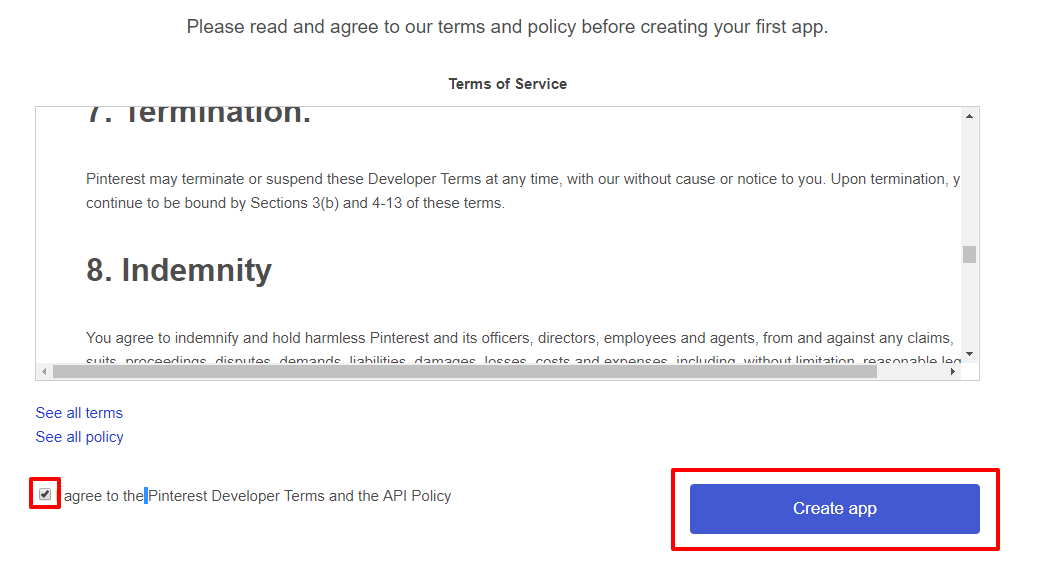 Please read and agree to our terms and policy before creating your first app.
Terms of Service
7. Termination.
Pinterest may terminate or suspend these Developer Terms at any time, with our without cause or notice to you. Upon termination, y
continue to be bound by Sections 3(b) and 4-13 of these terms.
8. Indemnity
You agree to indemnify and hold harmless Pinterest and its officers, directors, employees and agents, from and against any claims,
suits, proceedings, disputes, demands, liabilities, damages, losses, costs and expenses, including, without limitation, reasonable leg
See all terms
See all policy
agree to the Pinterest Developer Terms and the API Policy
Create app